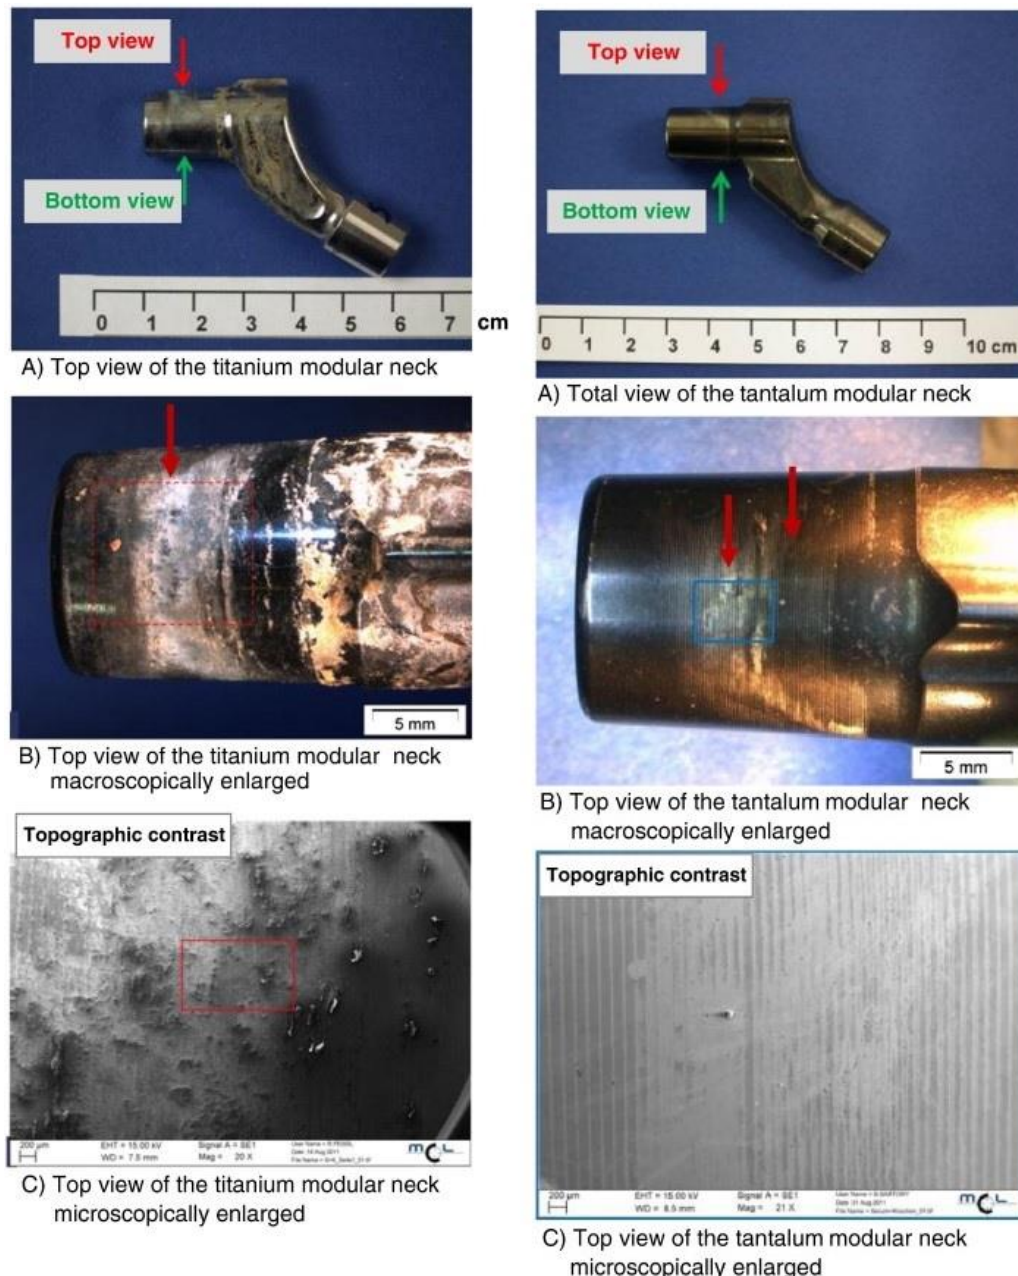 Top view
Bottom view
0 1 2 3 4 5 6 7 cm
A) Top view of the titanium modular neck
5 mm
B) Top view of the titanium modular neck
macroscopically enlarged
Topographic contrast
200 µm
EHT = 15.00 kV
WD = 7.5 mm
Signal A = SE1
Mag = 20 X
C) Top view of the titanium modular neck
microscopically enlarged
Top view
Bottom view
0 1 2 3 4 5 6 7 8 9 10 cm
A) Total view of the tantalum modular neck
5 mm
B) Top view of the tantalum modular neck
macroscopically enlarged
Topographic contrast
200 µm
EHT = 15.00 kV
WD = 8.5 mm
Signal A = SE1
Mag = 21 X
C) Top view of the tantalum modular neck
microscopically enlarged